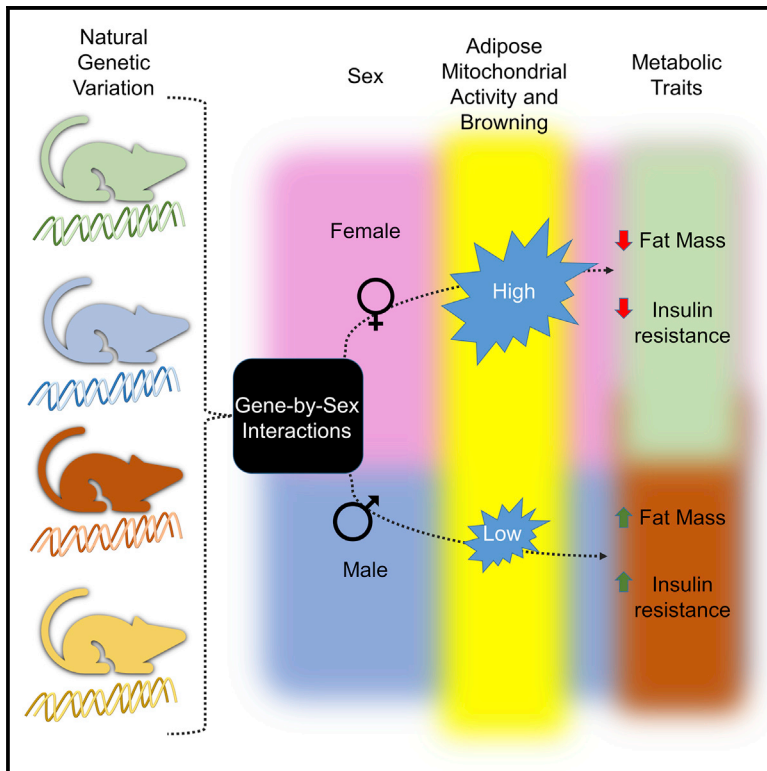 Natural
Genetic
Variation
Sex
Adipose
Mitochondrial
Activity and
Browning
Metabolic
Traits
Female
High
Fat Mass
Insulin
resistance
Gene-by-Sex
Interactions
Male
Low
Fat Mass
Insulin
resistance